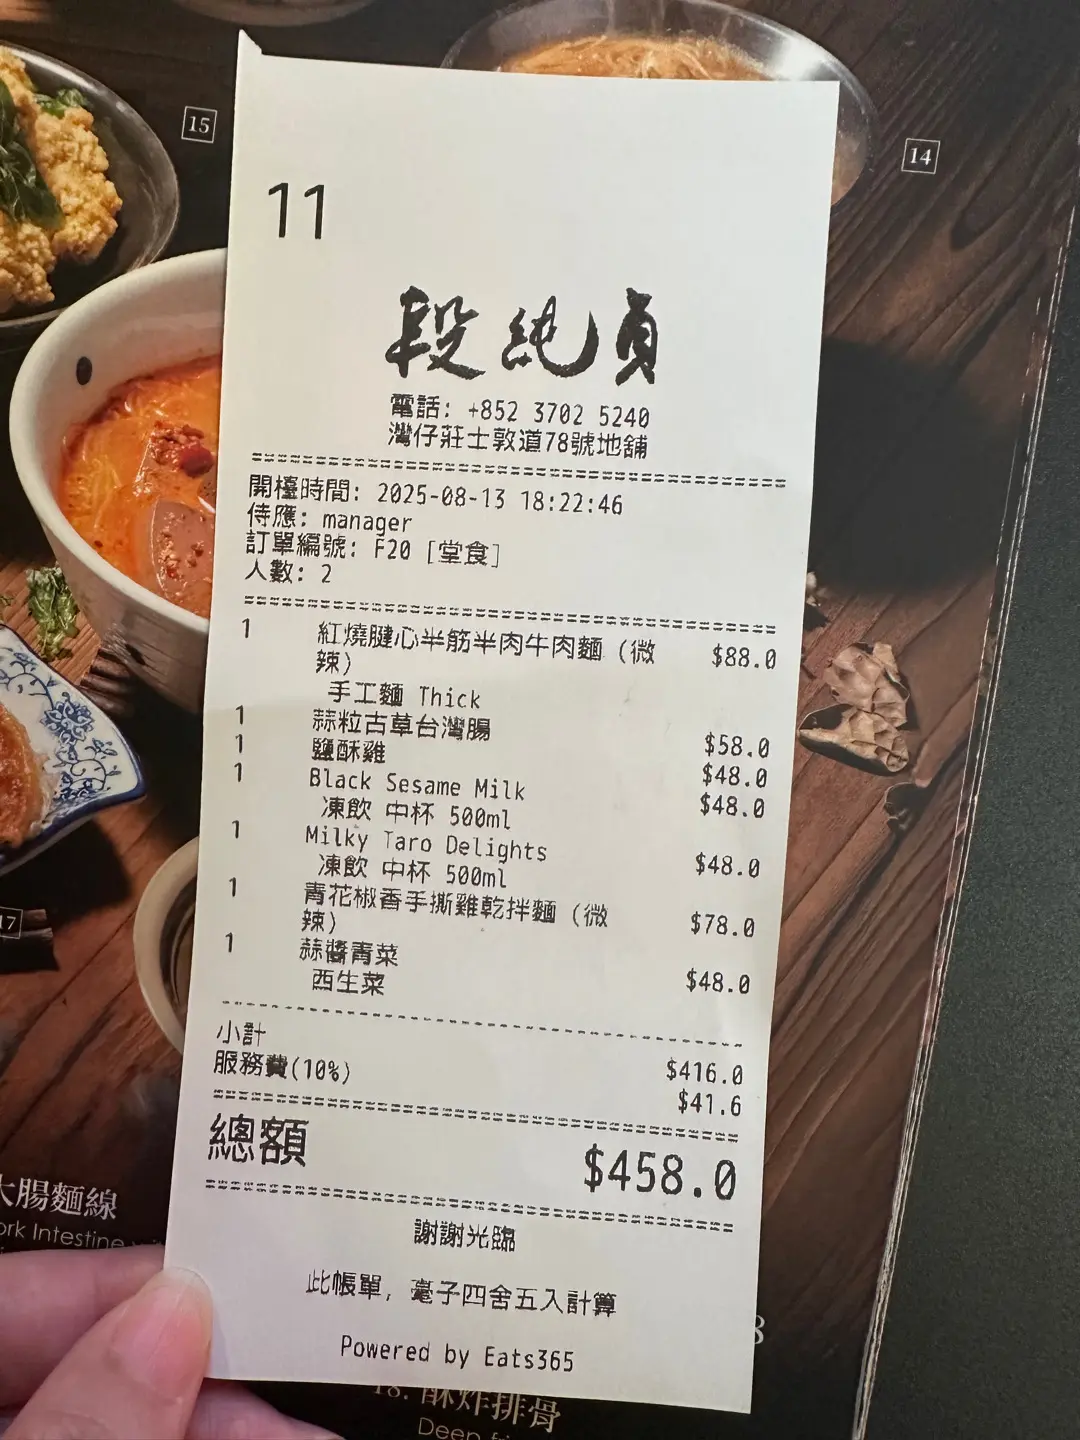 15
14
11
段純貞
電話: +852 3702 5240
灣仔莊士敦道78號地舖
開檯時間: 2025-08-13 18:22:46
侍應: manager
訂單編號: F20 [堂食]
人數: 2
1 紅燒腱心半筋半肉牛肉麵 (微 $88.0
辣)
手工麵 Thick
1 蒜粒古草台灣腸 $58.0
1 鹽酥雞 $48.0
1 Black Sesame Milk $48.0
凍飲 中杯 500ml
1 Milky Taro Delights $48.0
凍飲 中杯 500ml
1 青花椒香手撕雞乾拌麵 (微 $78.0
辣)
1 蒜醬青菜 $48.0
西生菜
小計 $416.0
服務費(10%) $41.6
總額 $458.0
謝謝光臨
此帳單, 毫子四舍五入計算
Powered by Eats365
17
大腸麵線
ork Intestine
8
18. 酥炸排骨
Deep fr